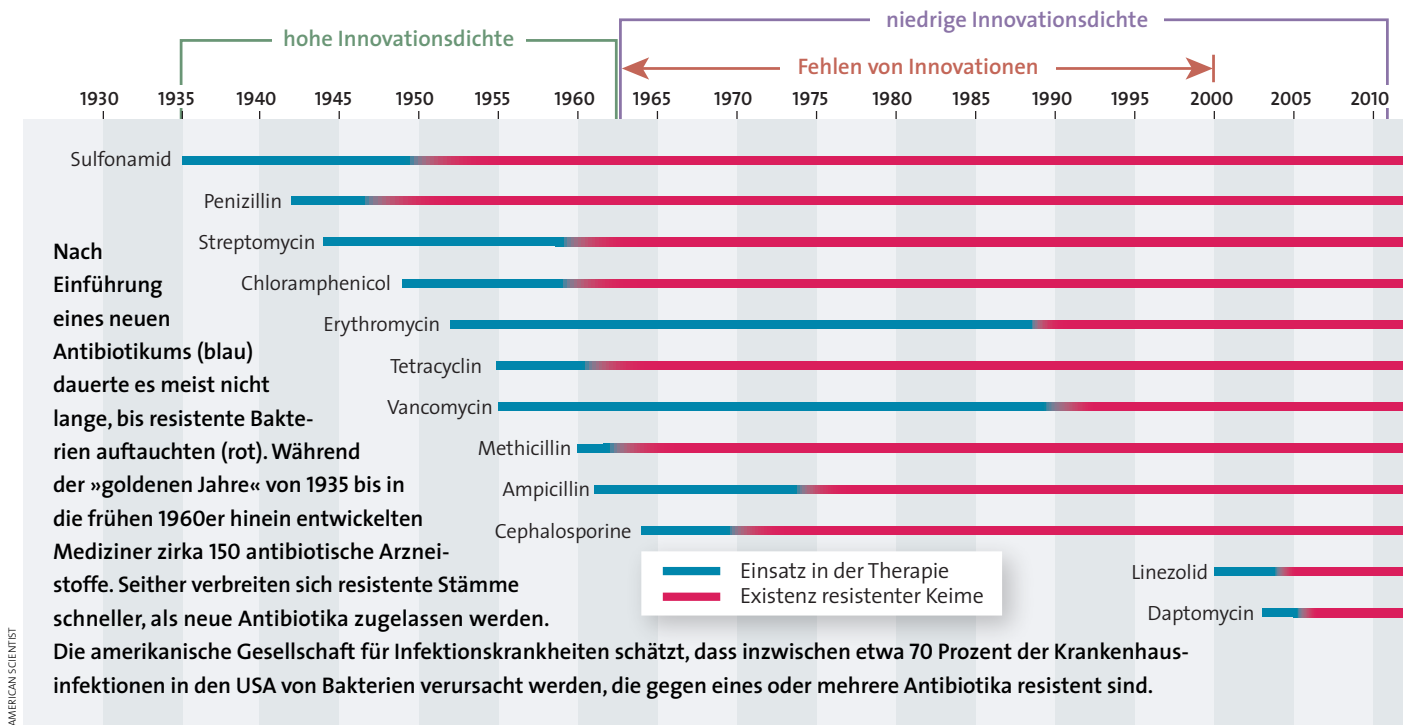 niedrige Innovationsdichte
hohe Innovationsdichte
Fehlen von Innovationen
1930 1935 1940 1945 1950 1955 1960 1965 1970 1975 1980 1985 1990 1995 2000 2005 2010
Sulfonamid
Penizillin
Streptomycin
Chloramphenicol
Erythromycin
Tetracyclin
Vancomycin
Methicillin
Ampicillin
Cephalosporine
Linezolid
Daptomycin
Einsatz in der Therapie
Existenz resistenter Keime
Nach
Einführung
eines neuen
Antibiotikums (blau)
dauerte es meist nicht
lange, bis resistente Bakte-
rien auftauchten (rot). Während
der »goldenen Jahre« von 1935 bis in
die frühen 1960er hinein entwickelten
Mediziner zirka 150 antibiotische Arznei-
stoffe. Seither verbreiten sich resistente Stämme
schneller, als neue Antibiotika zugelassen werden.
Die amerikanische Gesellschaft für Infektionskrankheiten schätzt, dass inzwischen etwa 70 Prozent der Krankenhaus-
infektionen in den USA von Bakterien verursacht werden, die gegen eines oder mehrere Antibiotika resistent sind.
AMERICAN SCIENTIST